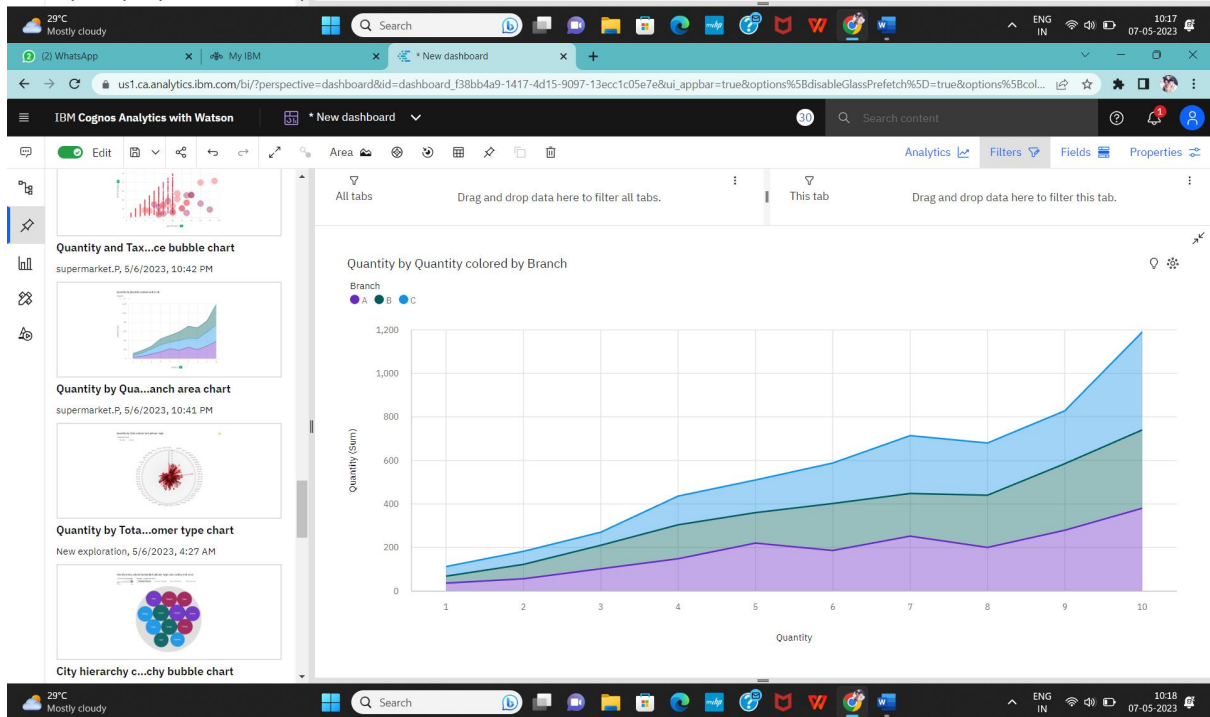 29°C
Mostly cloudy
Search
ENG
IN
10:17
07-05-2023
(2) WhatsApp
My IBM
* New dashboard
us1.ca.analytics.ibm.com/bi/?perspective=dashboard&id=dashboard_f38bb4a9-1417-4d15-9097-13ecc1c05e7e&ui_appbar=true&options%5BdisableGlassPrefetch%5D=true&options%5Bcol...
IBM Cognos Analytics with Watson
* New dashboard
30
Search content
1
Edit
Area
Analytics
Filters
Fields
Properties
All tabs
Drag and drop data here to filter all tabs.
This tab
Drag and drop data here to filter this tab.
Quantity and Tax...ce bubble chart
supermarket.P, 5/6/2023, 10:42 PM
Quantity by Qua...anch area chart
supermarket.P, 5/6/2023, 10:41 PM
Quantity by Tota...omer type chart
New exploration, 5/6/2023, 4:27 AM
City hierarchy c...chy bubble chart
Quantity by Quantity colored by Branch
Branch
A B C
1,200
1,000
800
600
400
200
0
Quantity (Sum)
1 2 3 4 5 6 7 8 9 10
Quantity
29°C
Mostly cloudy
Search
ENG
IN
10:18
07-05-2023